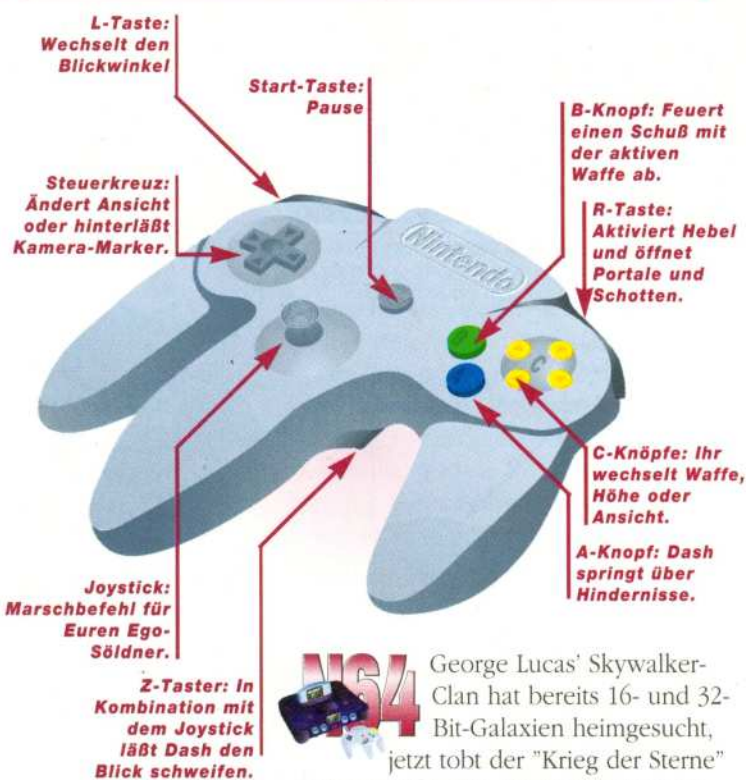 L-Taste:
Wechselt den
Blickwinkel
Start-Taste:
Pause
B-Knopf: Feuert
einen Schuß mit
der aktiven
Waffe ab.
Steuerkreuz:
Ändert Ansicht
oder hinterläßt
Kamera-Marker.
R-Taste:
Aktiviert Hebel
und öffnet
Portale und
Schotten.
Nintendo
C
C-Knöpfe: Ihr
wechselt Waffe,
Höhe oder
Ansicht.
A-Knopf: Dash
springt über
Hindernisse.
Joystick:
Marschbefehl für
Euren Ego-
Söldner.
Z-Taster: In
Kombination mit
dem Joystick
läßt Dash den
Blick schweifen.
N64
George Lucas' Skywalker-
Clan hat bereits 16- und 32-
Bit-Galaxien heimgesucht,
jetzt tobt der "Krieg der Sterne"